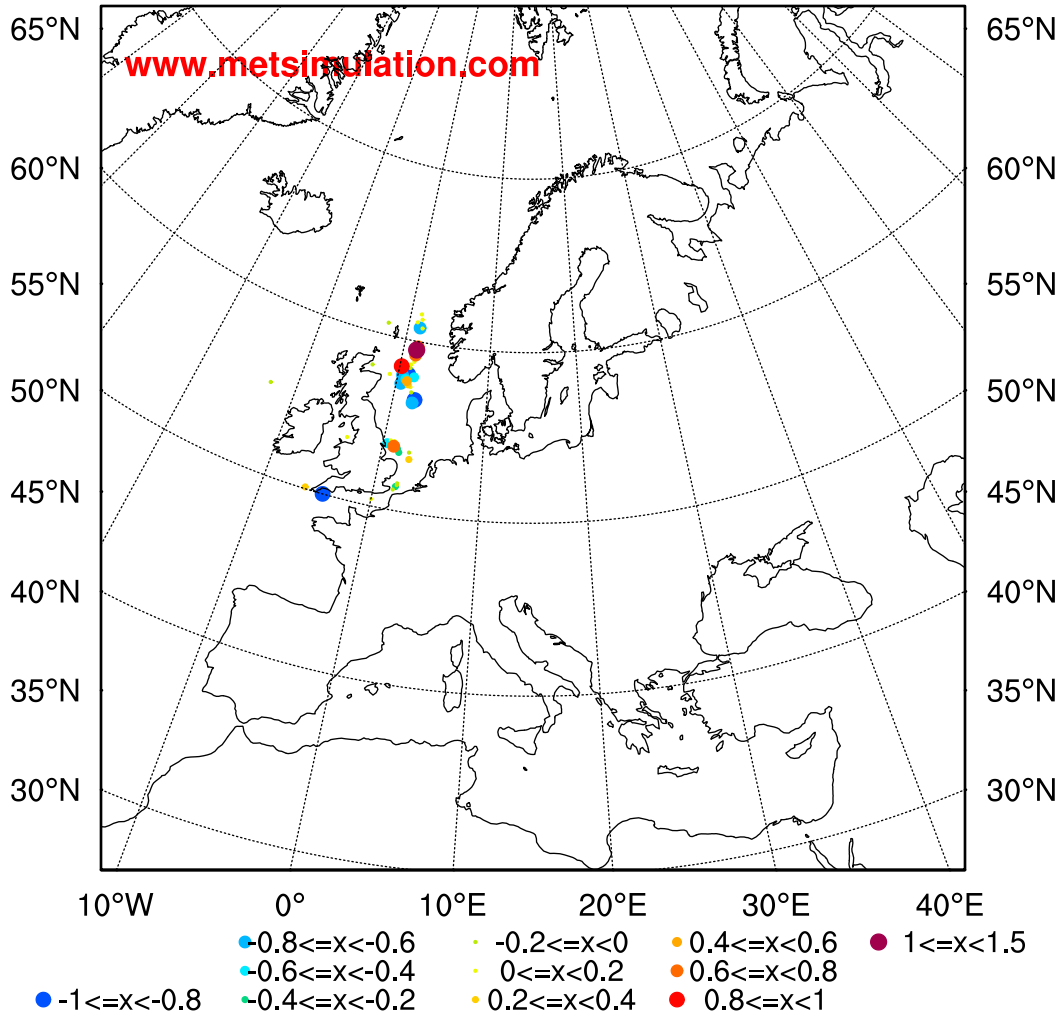 65°N 65°N
www.metsimulation.com
60°N 60°N
55°N 55°N
50°N 50°N
45°N 45°N
40°N 40°N
35°N 35°N
30°N 30°N
10°W 0° 10°E 20°E 30°E 40°E
-0.8<=x<-0.6 -0.2<=x<0 0.4<=x<0.6 1<=x<1.5
-0.6<=x<-0.4 0<=x<0.2 0.6<=x<0.8
-1<=x<-0.8 -0.4<=x<-0.2 0.2<=x<0.4 0.8<=x<1